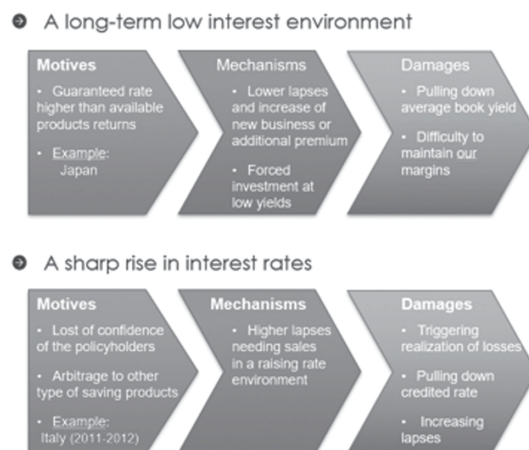 A long-term low interest environment
Motives
• Guaranteed rate
higher than available
products returns
• Example:
Japan
Mechanisms
• Lower lapses
and increase of
new business or
additional premium
• Forced
investment at
low yields
Damages
• Pulling down
average book yield
• Difficulty to
maintain our
margins
A sharp rise in interest rates
Motives
• Lost of confidence
of the policyholders
• Arbitrage to other
type of saving products
• Example:
Italy (2011-2012)
Mechanisms
• Higher lapses
needing sales
in a raising rate
environment
Damages
• Triggering
realization of losses
• Pulling down
credited rate
• Increasing
lapses